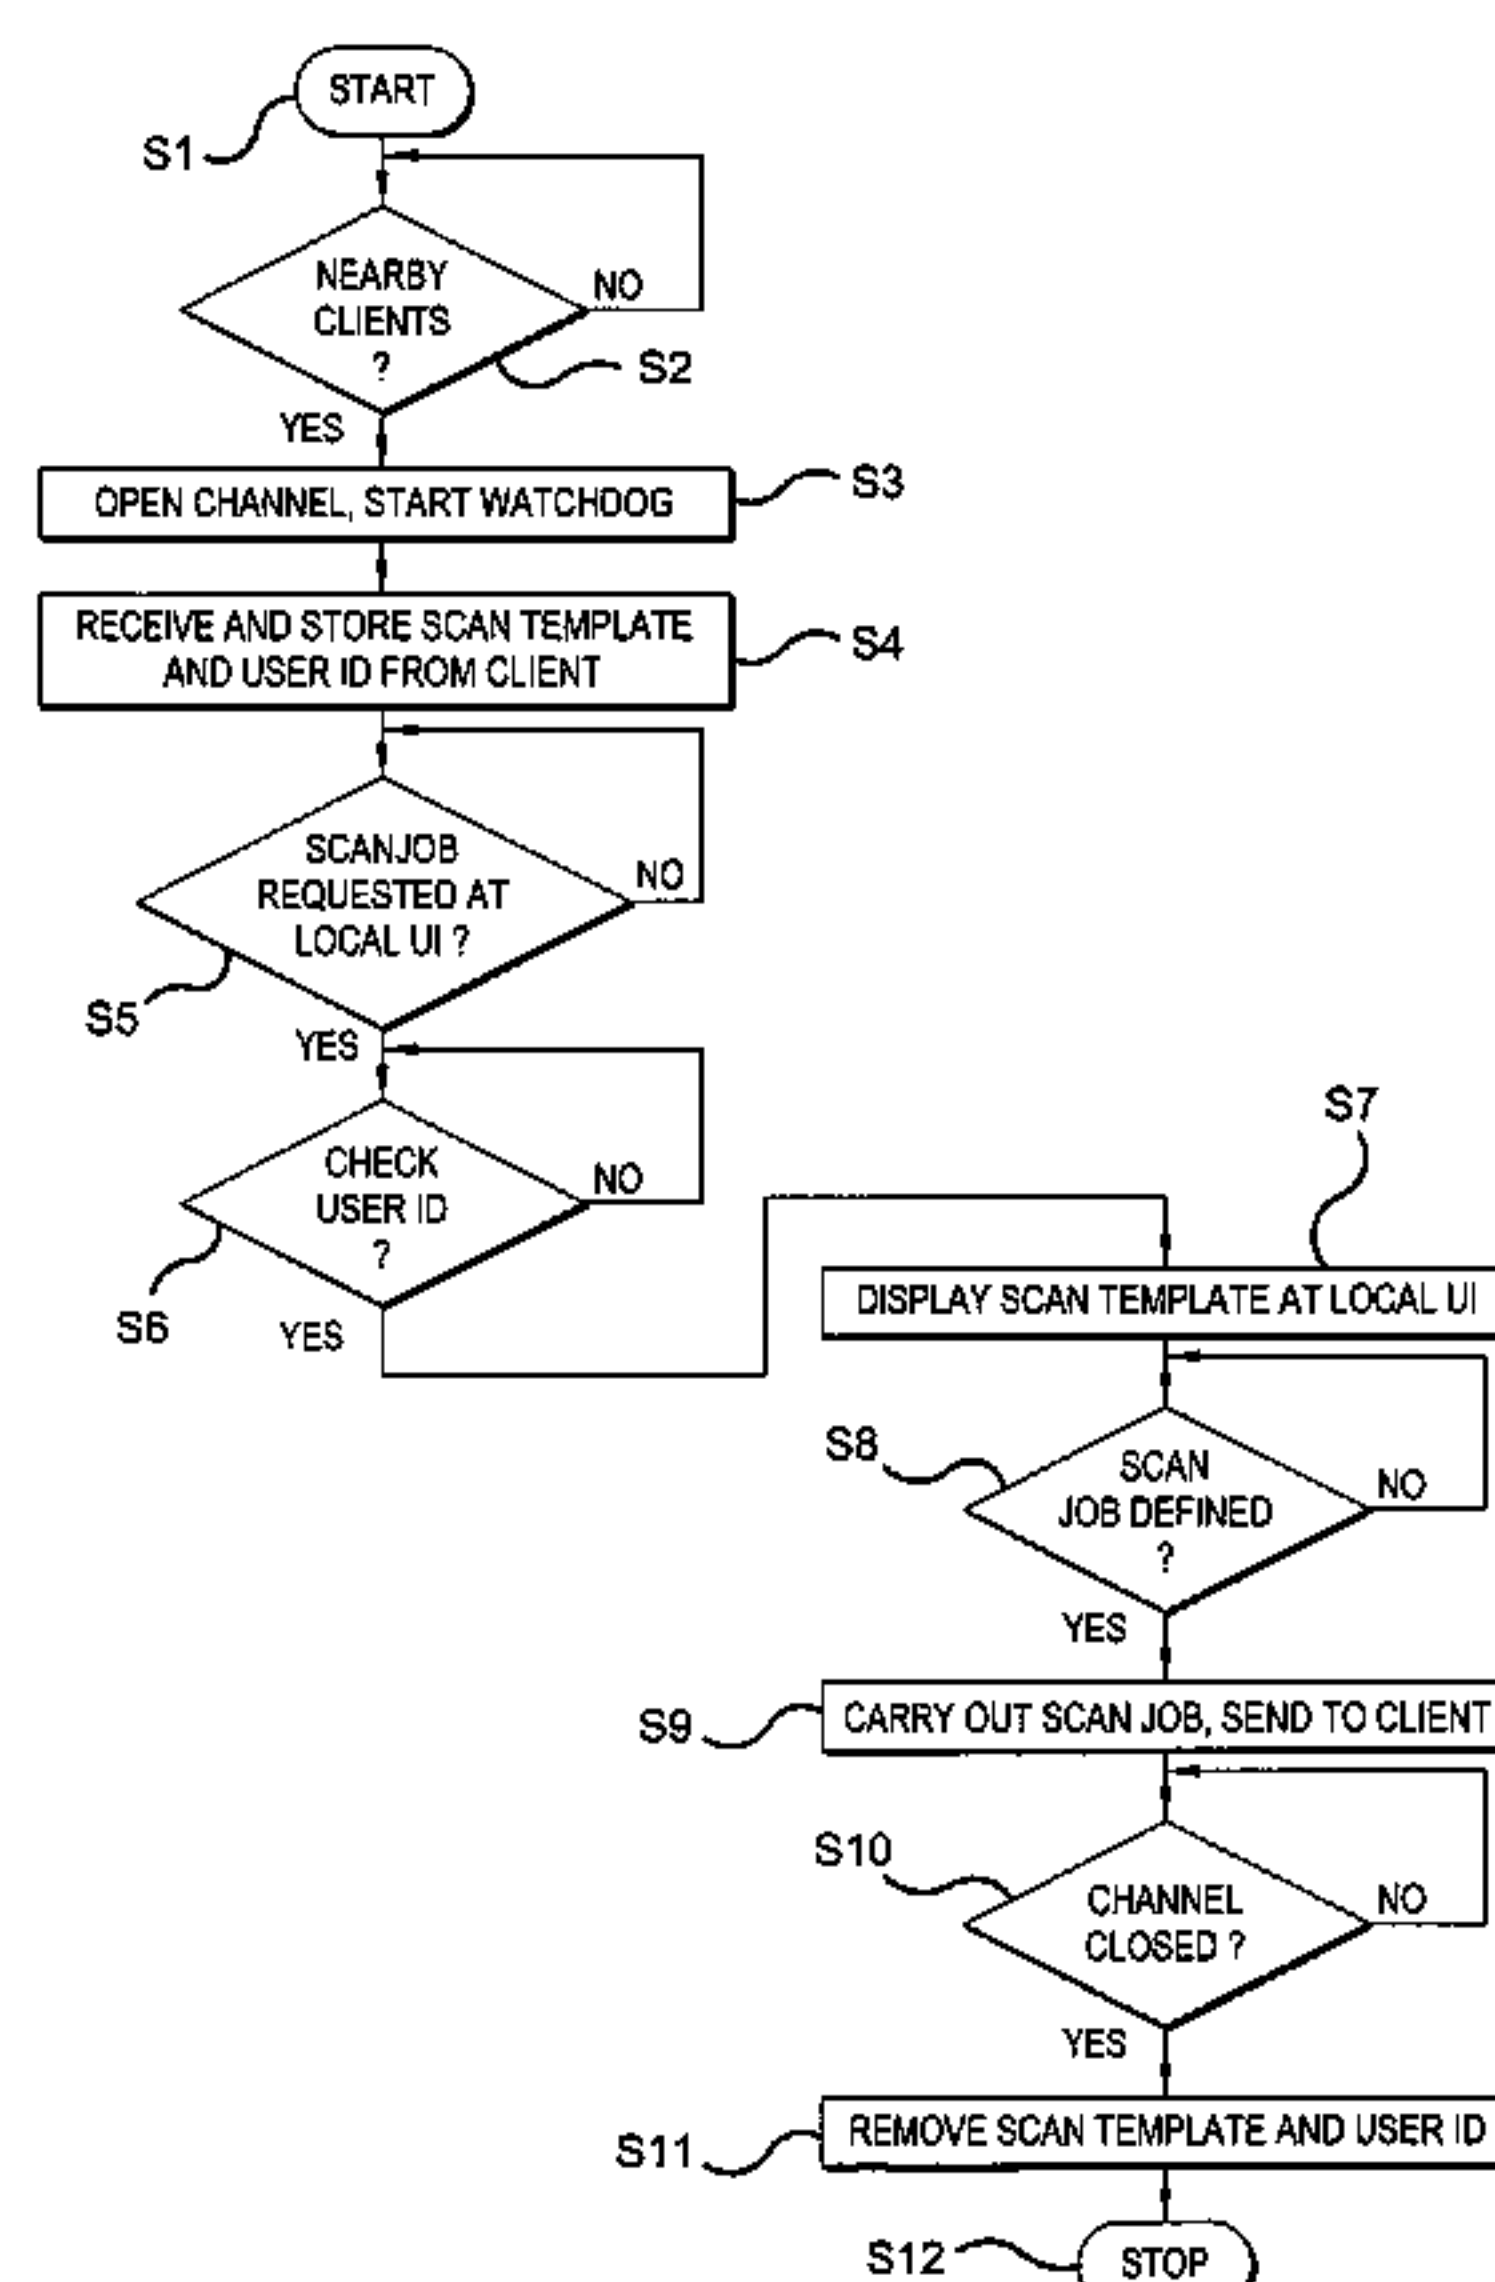 START
S1
NEARBY
CLIENTS
?
NO
S2
YES
OPEN CHANNEL, START WATCHDOG
S3
RECEIVE AND STORE SCAN TEMPLATE
AND USER ID FROM CLIENT
S4
SCANJOB
REQUESTED AT
LOCAL UI ?
NO
S5
YES
CHECK
USER ID
?
NO
S6
YES
S7
DISPLAY SCAN TEMPLATE AT LOCAL UI
S8
SCAN
JOB DEFINED
?
NO
YES
S9
CARRY OUT SCAN JOB, SEND TO CLIENT
S10
CHANNEL
CLOSED ?
NO
YES
S11
REMOVE SCAN TEMPLATE AND USER ID
S12
STOP